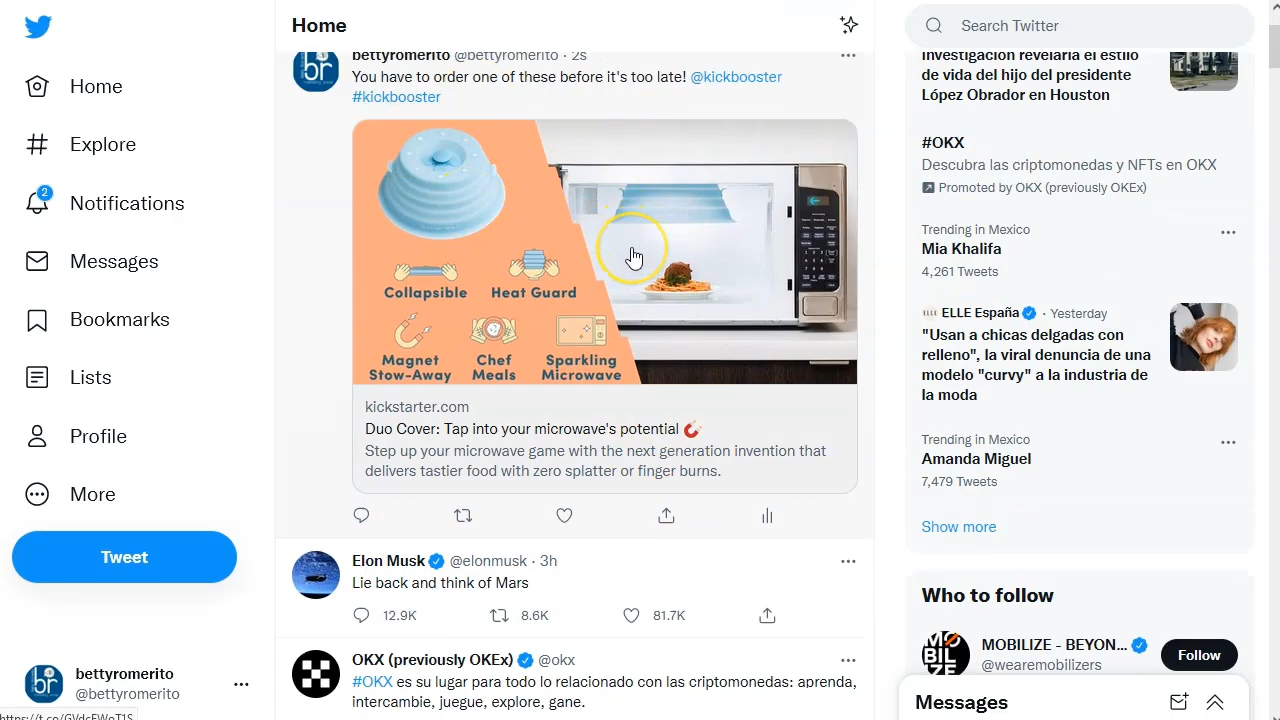 Home
Explore
2
Notifications
Messages
Bookmarks
Lists
Profile
More
Tweet
br
bettyromerito
@bettyromerito
Home
br
bettyromerito @bettyromerito · 2s
You have to order one of these before it's too late! @kickbooster
#kickbooster
Collapsible
Heat Guard
Magnet
Stow-Away
Chef
Meals
Sparkling
Microwave
kickstarter.com
Duo Cover: Tap into your microwave's potential
Step up your microwave game with the next generation invention that
delivers tastier food with zero splatter or finger burns.
Elon Musk @elonmusk · 3h
Lie back and think of Mars
12.9K
8.6K
81.7K
OKX (previously OKEx) @okx
#OKX es su lugar para todo lo relacionado con las criptomonedas: aprenda,
intercambie, juegue, explore, gane.
Search Twitter
Investigación revelaría el estilo
de vida del hijo del presidente
López Obrador en Houston
#OKX
Descubra las criptomonedas y NFTs en OKX
Promoted by OKX (previously OKEx)
Trending in Mexico
Mia Khalifa
4,261 Tweets
ELLE España · Yesterday
"Usan a chicas delgadas con
relleno", la viral denuncia de una
modelo "curvy" a la industria de
la moda
Trending in Mexico
Amanda Miguel
7,479 Tweets
Show more
Who to follow
MOBILIZE
MOBILIZE - BEYON...
@wearemobilizers
Follow
Messages